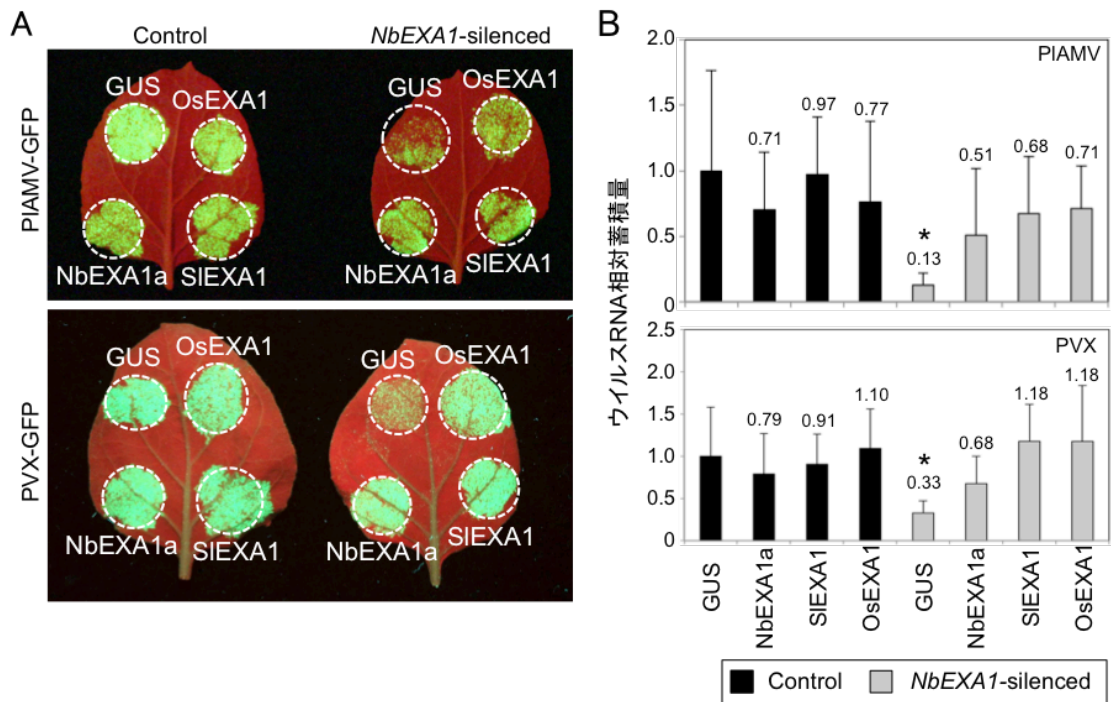 A
Control
NbEXA1-silenced
PlAMV-GFP
GUS
OsEXA1
NbEXA1a
SlEXA1
GUS
OsEXA1
NbEXA1a
SlEXA1
PVX-GFP
GUS
OsEXA1
NbEXA1a
SlEXA1
GUS
OsEXA1
NbEXA1a
SlEXA1
B
ウイルスRNA相対蓄積量
PlAMV
2.0
1.5
1.0
0.5
0
0.71
0.97
0.77
*
0.13
0.51
0.68
0.71
PVX
2.5
2.0
1.5
1.0
0.5
0
0.79
0.91
1.10
*
0.33
0.68
1.18
1.18
GUS
NbEXA1a
SlEXA1
OsEXA1
GUS
NbEXA1a
SlEXA1
OsEXA1
Control
NbEXA1-silenced